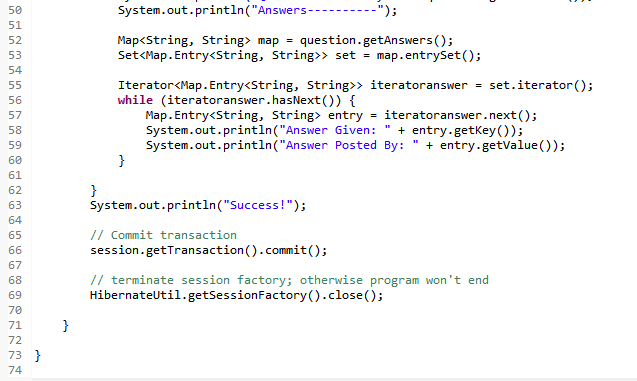 50 System.out.println("Answers----------");
51
52 Map<String, String> map = question.getAnswers();
53 Set<Map.Entry<String, String>> set = map.entrySet();
54
55 Iterator<Map.Entry<String, String>> iteratoranswer = set.iterator();
56 while (iteratoranswer.hasNext()) {
57 Map.Entry<String, String> entry = iteratoranswer.next();
58 System.out.println("Answer Given: " + entry.getKey());
59 System.out.println("Answer Posted By: " + entry.getValue());
60 }
61
62 }
63 System.out.println("Success!");
64
65 // Commit transaction
66 session.getTransaction().commit();
67
68 // terminate session factory; otherwise program won't end
69 HibernateUtil.getSessionFactory().close();
70
71 }
72
73 }
74